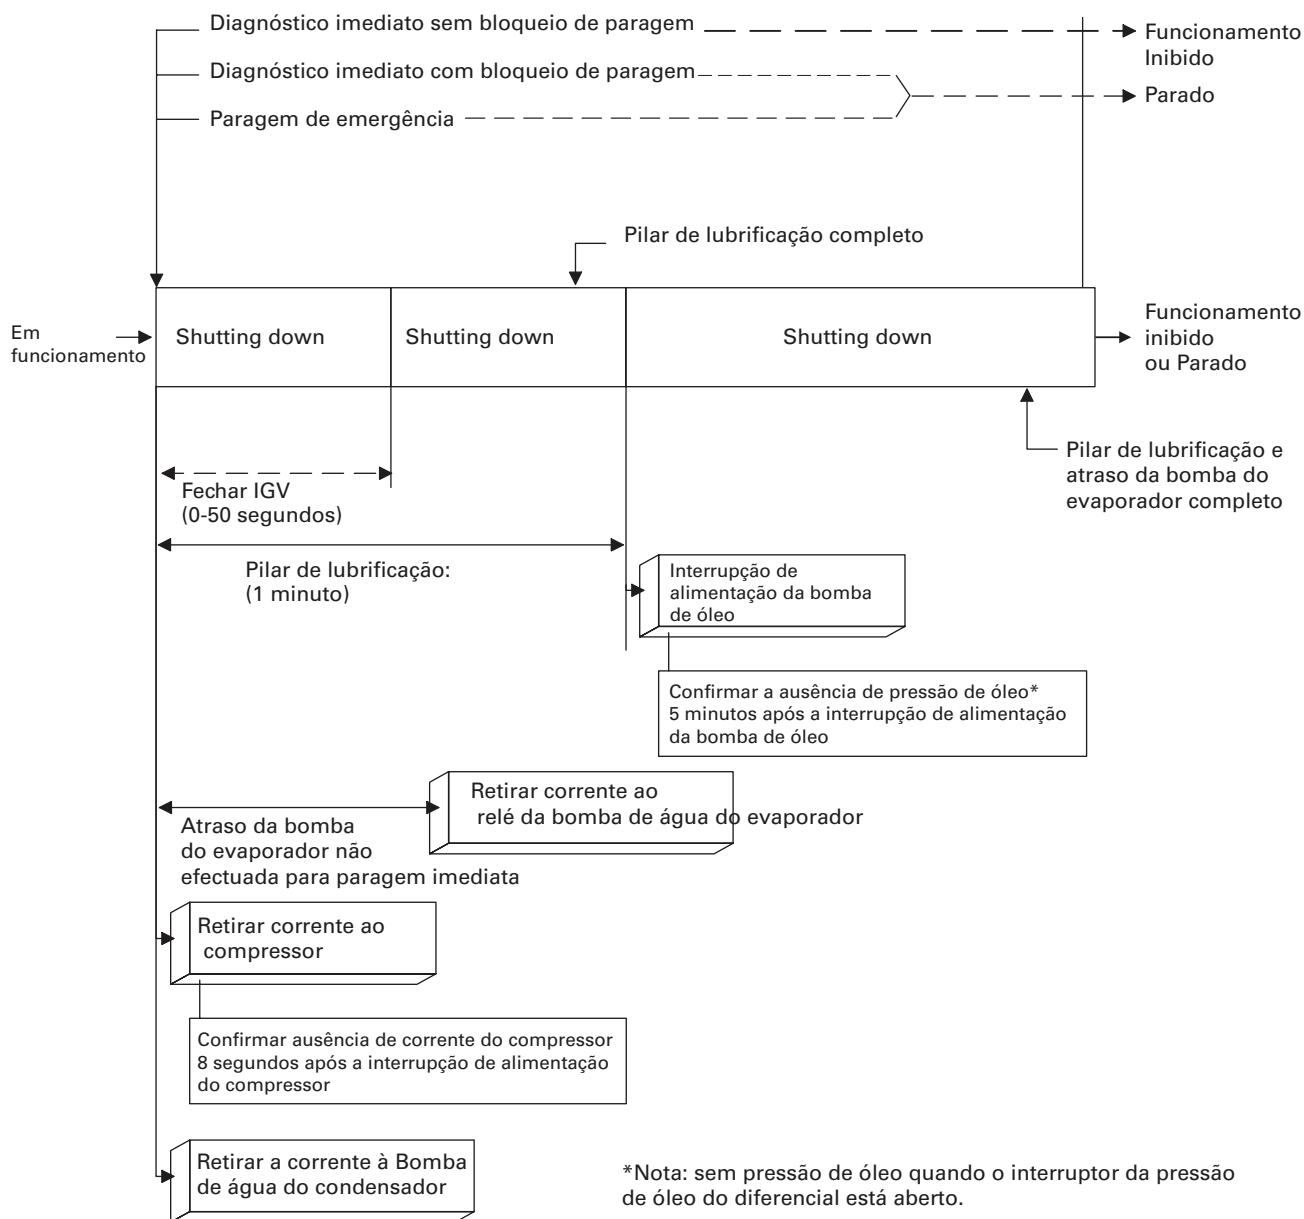 Diagnóstico imediato sem bloqueio de paragem
Funcionamento
Inibido
Diagnóstico imediato com bloqueio de paragem
Parado
Paragem de emergência
Pilar de lubrificação completo
Em
funcionamento
Shutting down
Shutting down
Shutting down
Funcionamento
inibido
ou Parado
Pilar de lubrificação e
atraso da bomba do
evaporador completo
Fechar IGV
(0-50 segundos)
Pilar de lubrificação:
(1 minuto)
Interrupção de
alimentação da bomba
de óleo
Confirmar a ausência de pressão de óleo*
5 minutos após a interrupção de alimentação
da bomba de óleo
Retirar corrente ao
relé da bomba de água do evaporador
Atraso da bomba
do evaporador não
efectuada para paragem imediata
Retirar corrente ao
compressor
Confirmar ausência de corrente do compressor
8 segundos após a interrupção de alimentação
do compressor
Retirar a corrente à Bomba
de água do condensador
*Nota: sem pressão de óleo quando o interruptor da pressão
de óleo do diferencial está aberto.